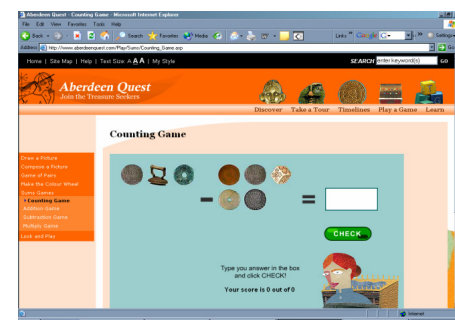 Aberdeen Quest - Counting Game - Microsoft Internet Explorer
File Edit View Favorites Tools Help
Back Search Favorites Media Links Google Settings
Address http://www.aberdeenquest.com/Play/Sums/Counting_Game.asp Go
Home | Site Map | Help | Text Size: A A A | My Style SEARCH enter keyword(s) GO
Aberdeen Quest
Join the Treasure Seekers
Discover Take a Tour Timelines Play a Game Learn
Counting Game
Draw a Picture
Compose a Picture
Game of Pairs
Make the Colour Wheel
Sums Games
Counting Game
Addition Game
Subtraction Game
Multiply Game
Lock and Play
- =
CHECK
Type you answer in the box
and click CHECK!
Your score is 0 out of 0
Internet